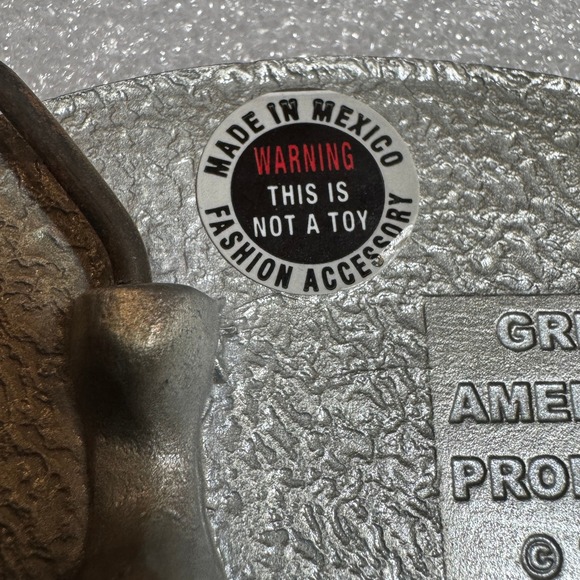 MADE IN MEXICO
WARNING
THIS IS
NOT A TOY
FASHION ACCESSORY
©